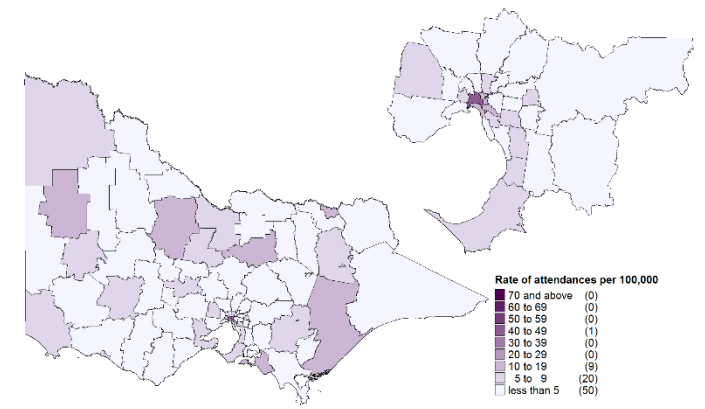 Rate of attendances per 100,000
70 and above (0)
60 to 69 (0)
50 to 59 (0)
40 to 49 (1)
30 to 39 (0)
20 to 29 (0)
10 to 19 (9)
5 to 9 (20)
less than 5 (50)